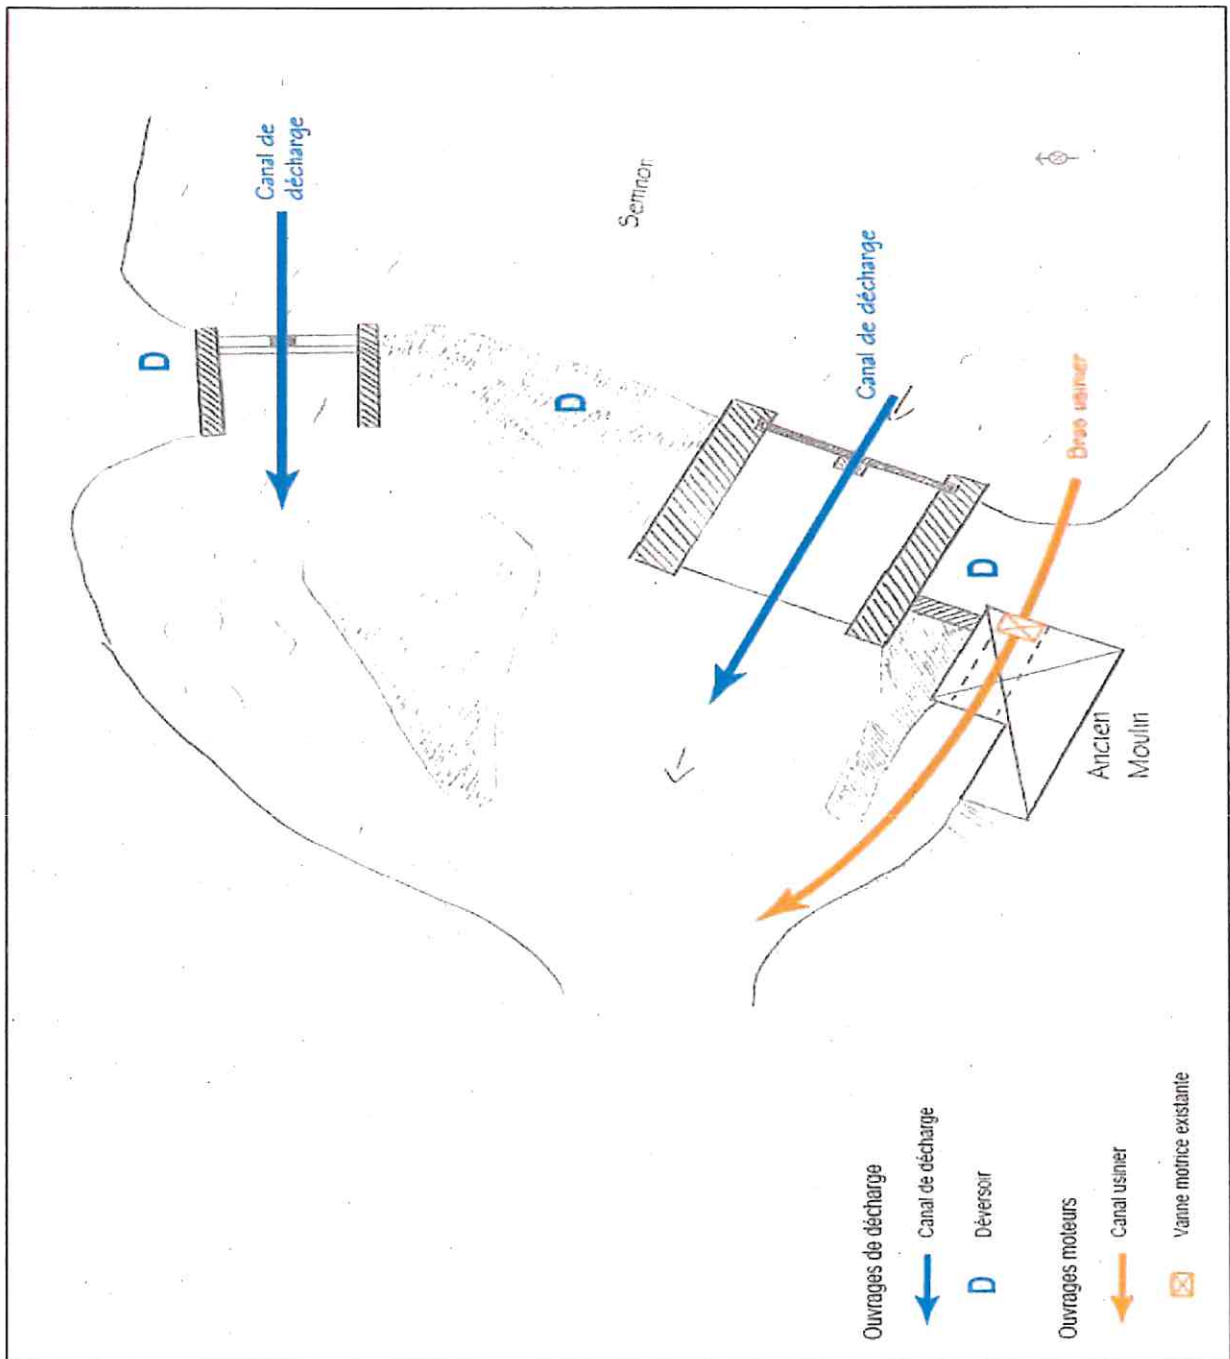 Canal de
décharge
D
Semnon
D
Canal de décharge
D
Bras usinier
Ancien
Moulin
Ouvrages de décharge
Canal de décharge
D Déversoir
Ouvrages moteurs
Canal usinier
Vanne motrice existante